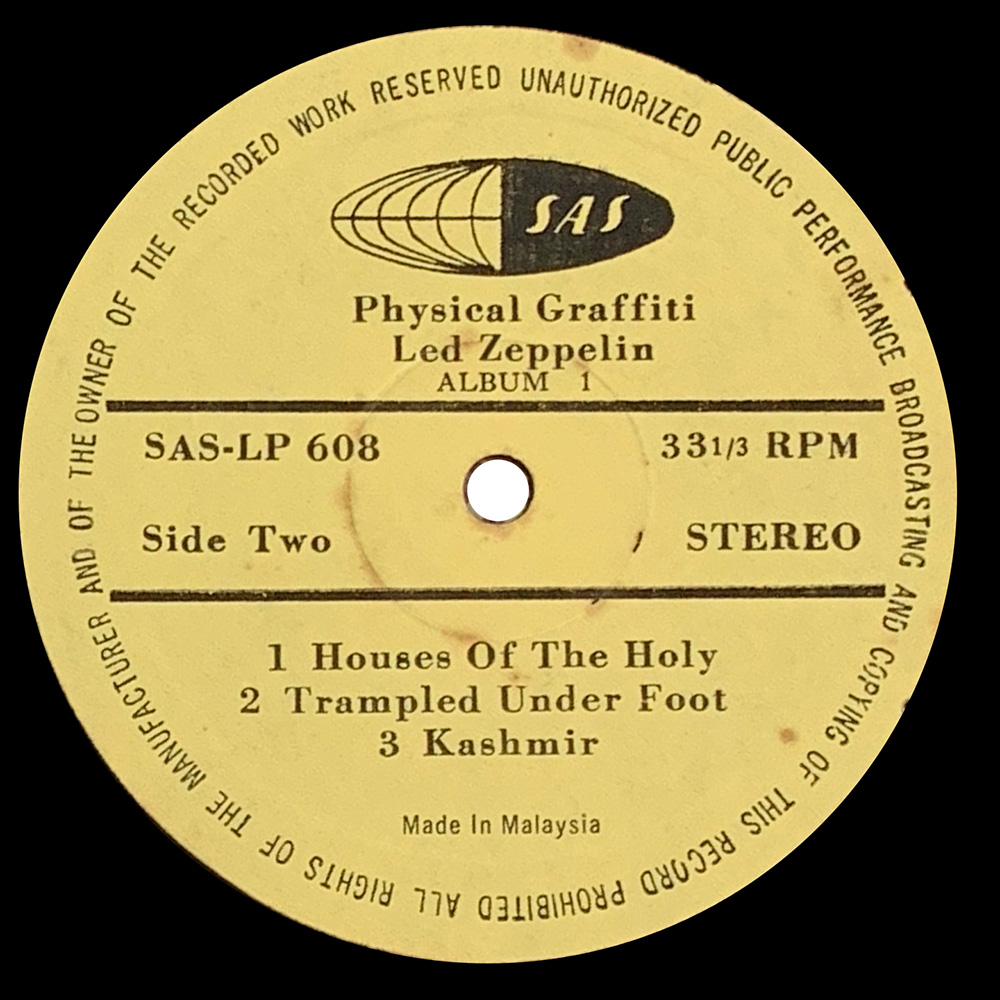 ALL RIGHTS OF THE MANUFACTURER AND OF THE OWNER OF THE RECORDED WORK RESERVED UNAUTHORIZED PUBLIC PERFORMANCE BROADCASTING AND COPYING OF THIS RECORD PROHIBITED
SAS
Physical Graffiti
Led Zeppelin
ALBUM 1
SAS-LP 608
33 1/3 RPM
Side Two
STEREO
1 Houses Of The Holy
2 Trampled Under Foot
3 Kashmir
Made In Malaysia